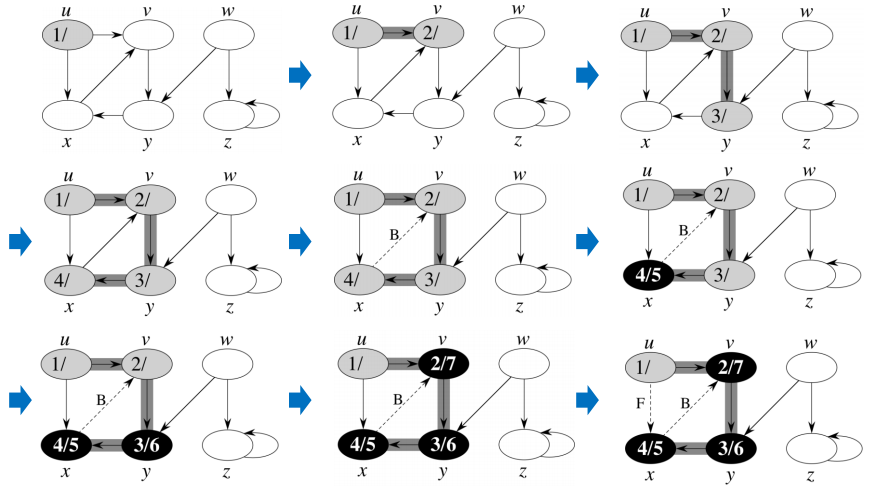 u v w
1/
x y z
u v w
1/ 2/
x y z
u v w
1/ 2/
3/
x y z
u v w
1/ 2/
4/ 3/
x y z
u v w
1/ 2/
B
4/ 3/
x y z
u v w
1/ 2/
B
4/5 3/
x y z
u v w
1/ 2/
B
4/5 3/6
x y z
u v w
1/ 2/7
B
4/5 3/6
x y z
u v w
1/ 2/7
F B
4/5 3/6
x y z